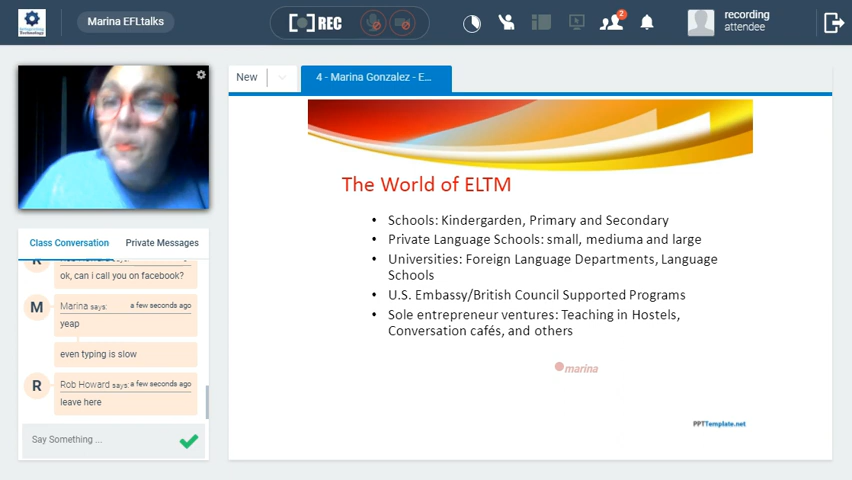 Marina EFLtalks
REC
2
recording
attendee
New
4 - Marina Gonzalez - E...
The World of ELTM
• Schools: Kindergarden, Primary and Secondary
• Private Language Schools: small, mediuma and large
• Universities: Foreign Language Departments, Language
Schools
• U.S. Embassy/British Council Supported Programs
• Sole entrepreneur ventures: Teaching in Hostels,
Conversation cafés, and others
marina
PPTTemplate.net
Class Conversation
Private Messages
ok, can i call you on facebook?
M
Marina says: a few seconds ago
yeap
even typing is slow
R
Rob Howard says: a few seconds ago
leave here
Say Something ...